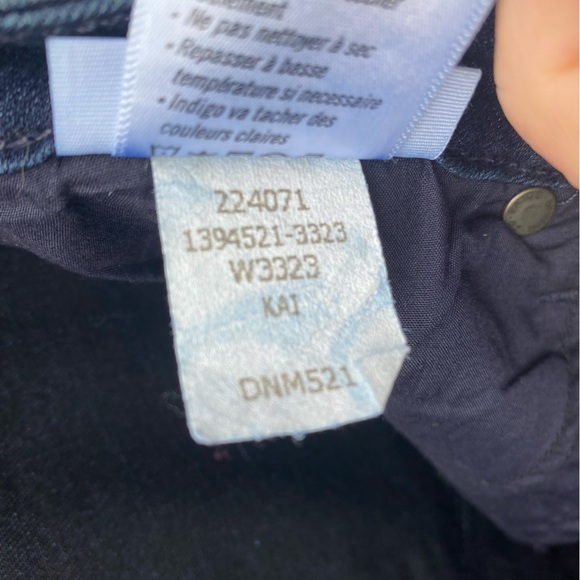 • Ne pas nettoyer à sec
• Repasser à basse
température si necessaire
• Indigo va tacher des
couleurs claires
224071
1394521-3323
W3323
KAI
DNM521